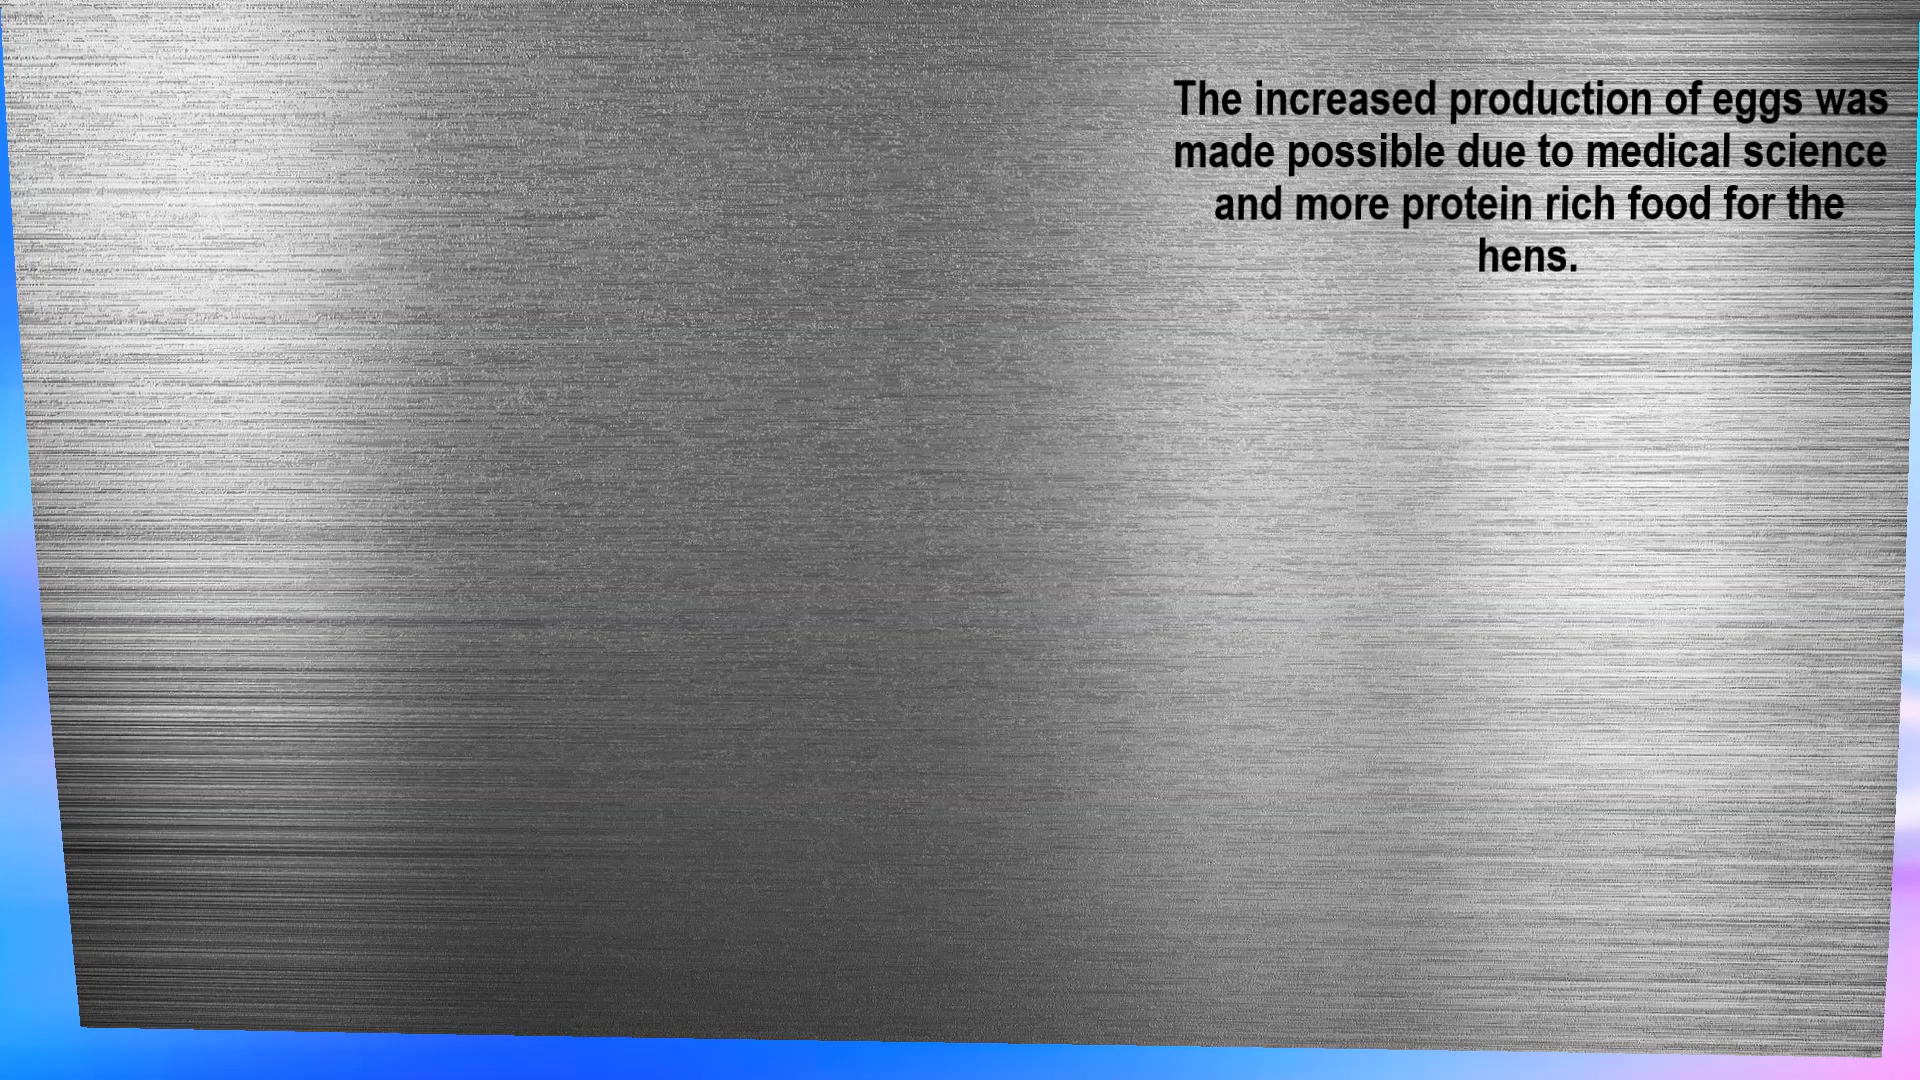 The increased production of eggs was
made possible due to medical science
and more protein rich food for the
hens.